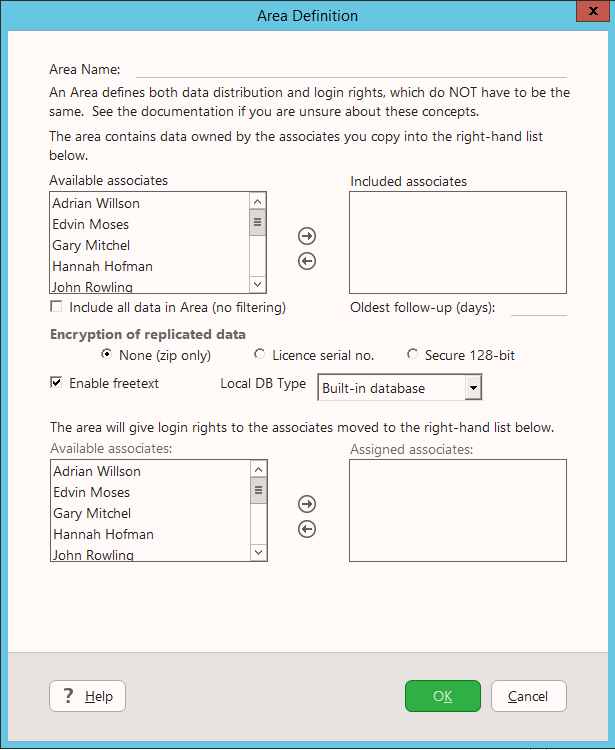 Area Definition
x
Area Name:
An Area defines both data distribution and login rights, which do NOT have to be the
same. See the documentation if you are unsure about these concepts.
The area contains data owned by the associates you copy into the right-hand list
below.
Available associates
Included associates
Adrian Willson
Edvin Moses
Gary Mitchel
Hannah Hofman
John Rowling
Include all data in Area (no filtering)
Oldest follow-up (days):
Encryption of replicated data
None (zip only)
Licence serial no.
Secure 128-bit
Enable freetext
Local DB Type
Built-in database
The area will give login rights to the associates moved to the right-hand list below.
Available associates:
Assigned associates:
Adrian Willson
Edvin Moses
Gary Mitchel
Hannah Hofman
John Rowling
? Help
OK
Cancel